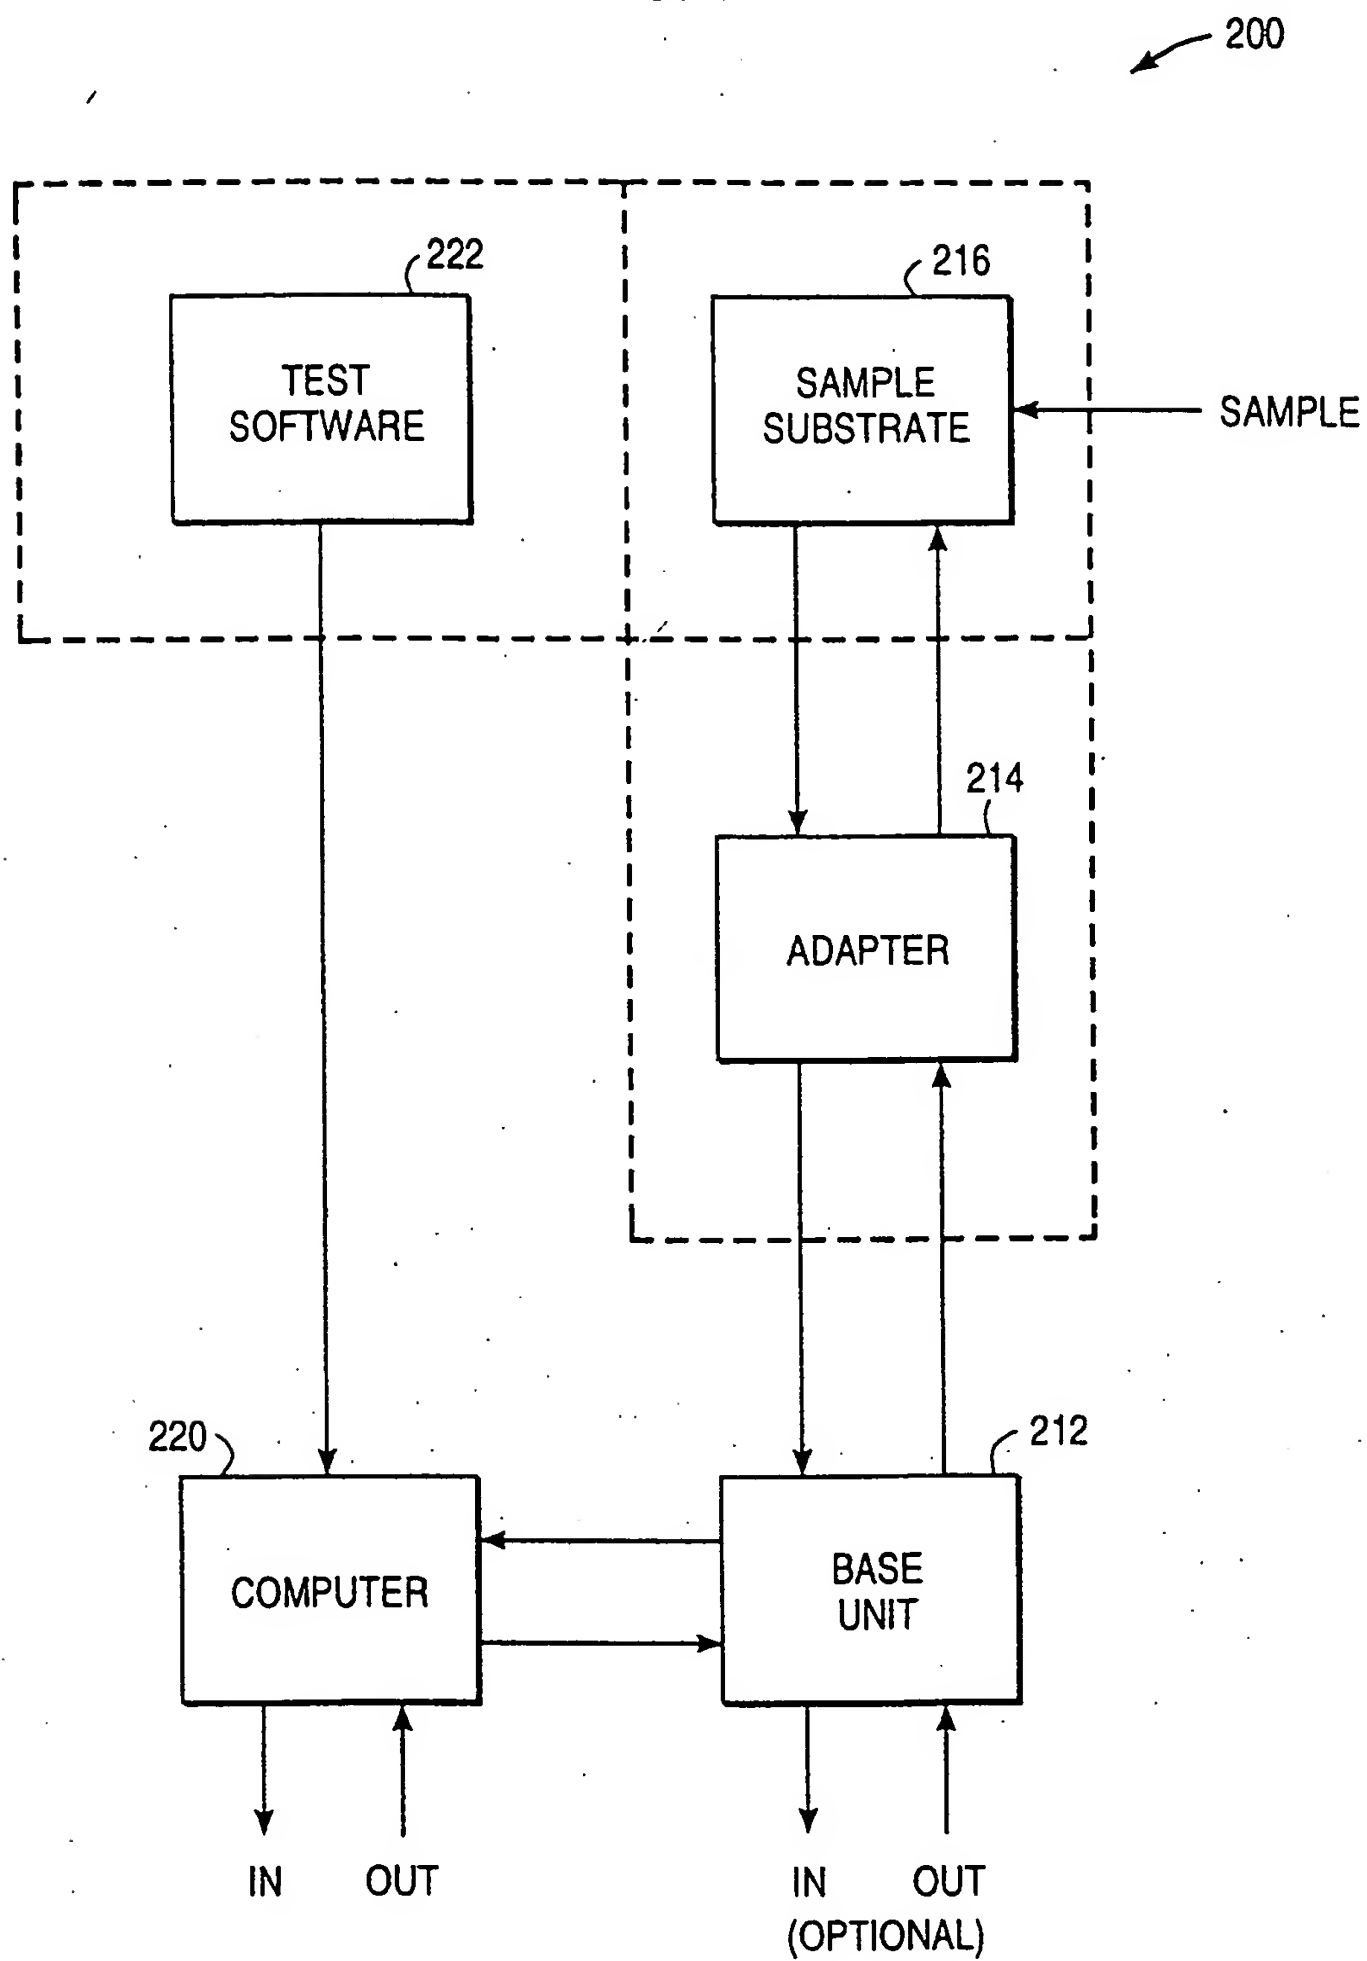 200
222
216
TEST
SOFTWARE
SAMPLE
SUBSTRATE
SAMPLE
214
ADAPTER
220
212
COMPUTER
BASE
UNIT
IN
OUT
IN
OUT
(OPTIONAL)